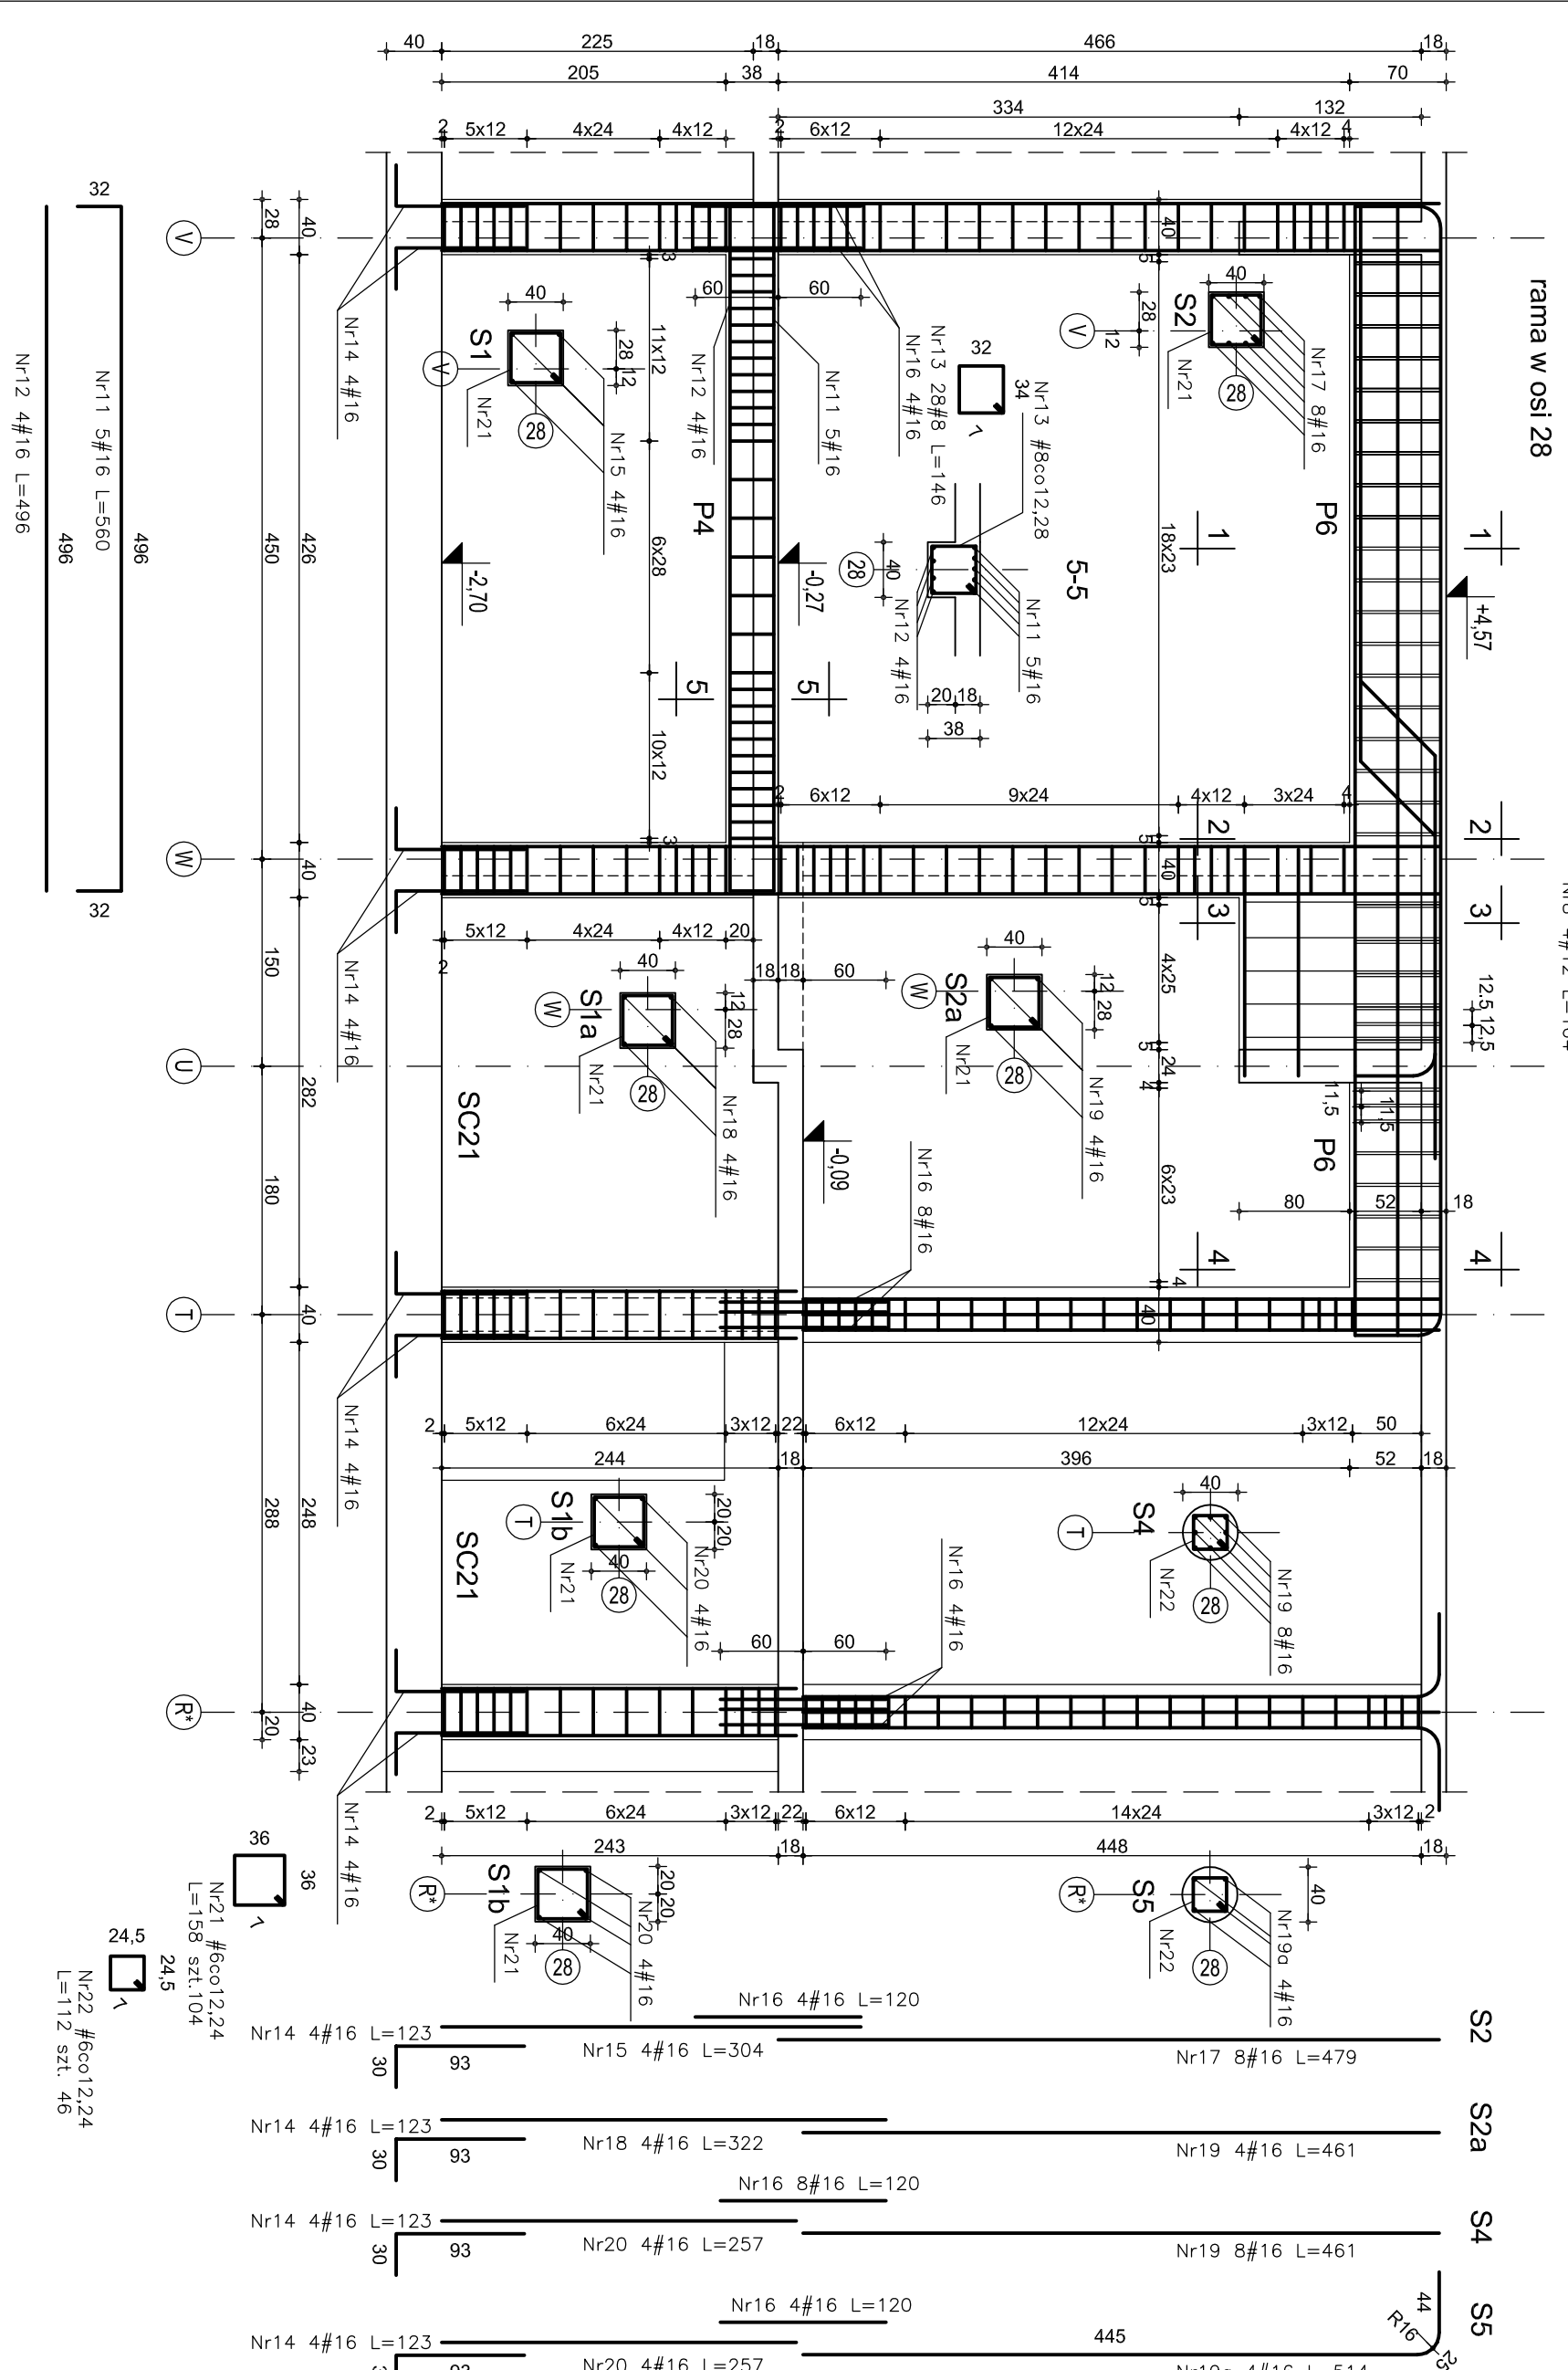 rama w osi 28
40
225
18
466
18
205
38
414
70
334
132
2
5x12
4x24
4x12
2
6x12
12x24
4x12
4
32
28
40
V
40
5
3
60
60
40
28
12
V
S2
Nr21
28
Nr17 8#16
40
S1
V
28
12
Nr21
28
Nr15 4#16
11x12
Nr14 4#16
Nr12 4#16
Nr11 5#16
Nr16 4#16
Nr13 28#8 L=146
32
34
7
Nr13 #8co12,28
Nr11 5#16 L=560
Nr12 4#16 L=496
496
496
450
426
P4
P6
6x28
18x23
1
1
5-5
28
40
Nr12 4#16
Nr11 5#16
20
18
38
-2,70
-0,27
+4,57
5
5
10x12
2
6x12
9x24
4x12
3x24
4
2
2
3
5
W
40
40
32
5
3
3
5x12
4x24
4x12
20
2
18
18
60
150
Nr14 4#16
40
S1a
W
12
28
Nr21
28
Nr18 4#16
40
S2a
W
12
28
Nr21
28
Nr19 4#16
4x25
5
24
4
12.5
12,5
11,5
11,5
U
282
SC21
P6
-0,09
Nr16 8#16
6x23
80
52
18
180
4
4
4
T
40
40
Nr14 4#16
2
5x12
6x24
3x12
22
6x12
12x24
3x12
50
244
18
396
52
18
288
248
S1b
T
20
20
40
Nr21
28
Nr20 4#16
SC21
40
S4
T
Nr22
28
Nr19 8#16
Nr16 4#16
60
60
R*
40
20
23
Nr14 4#16
2
5x12
6x24
3x12
22
6x12
14x24
3x12
2
243
18
448
18
36
36
7
Nr21 #6co12,24
L=158 szt.104
24,5
24,5
7
Nr22 #6co12,24
L=112 szt. 46
S1b
R*
20
20
40
Nr21
28
Nr20 4#16
S5
R*
40
Nr22
28
Nr19a 4#16
S2
Nr16 4#16 L=120
Nr14 4#16 L=123
Nr15 4#16 L=304
Nr17 8#16 L=479
30
93
S2a
Nr14 4#16 L=123
Nr18 4#16 L=322
Nr19 4#16 L=461
30
93
S4
Nr16 8#16 L=120
Nr14 4#16 L=123
Nr20 4#16 L=257
Nr19 8#16 L=461
30
93
S5
Nr16 4#16 L=120
Nr14 4#16 L=123
445
44
R16
25
Nr20 4#16 L=257